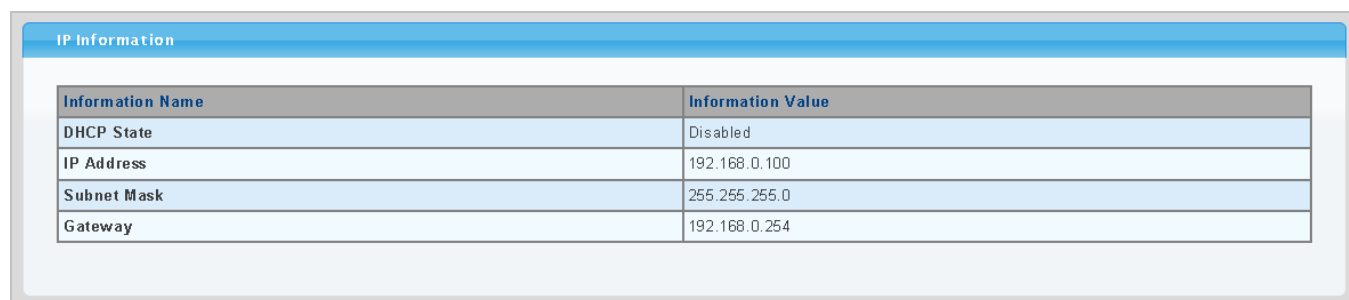 IP Information
Information Name Information Value
DHCP State Disabled
IP Address 192.168.0.100
Subnet Mask 255.255.255.0
Gateway 192.168.0.254